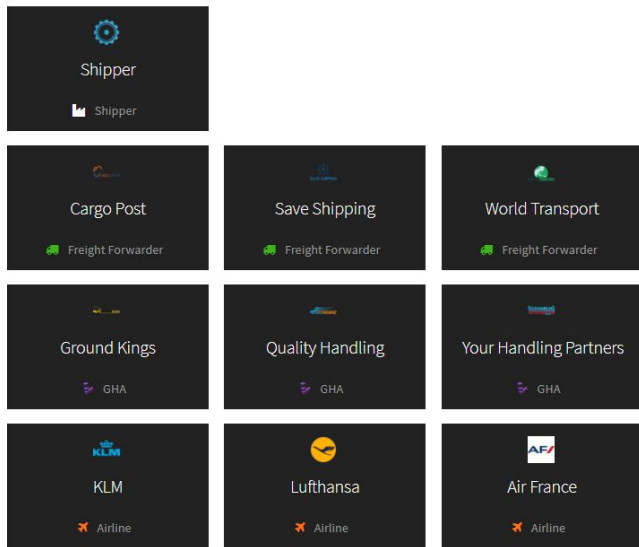 Shipper
Shipper
Cargo Post
Freight Forwarder
Save Shipping
Freight Forwarder
World Transport
Freight Forwarder
Ground Kings
GHA
Quality Handling
GHA
Your Handling Partners
GHA
KLM
KLM
Airline
Lufthansa
Airline
AF
Air France
Airline